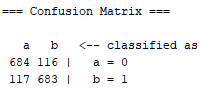 === Confusion Matrix ===
a b <-- classified as
684 116 | a = 0
117 683 | b = 1